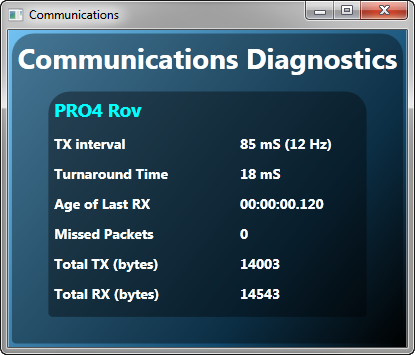 Communications
Communications Diagnostics
PRO4 Rov
TX interval 85 mS (12 Hz)
Turnaround Time 18 mS
Age of Last RX 00:00:00.120
Missed Packets 0
Total TX (bytes) 14003
Total RX (bytes) 14543